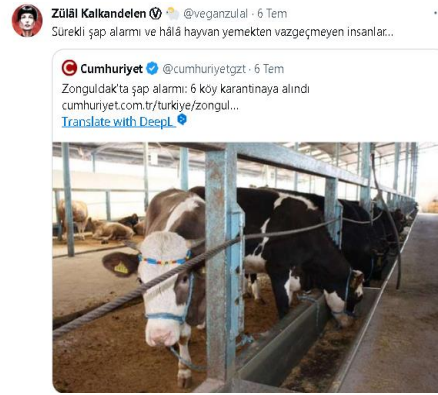 Zülâl Kalkandelen Ⓥ @veganzulal · 6 Tem
Sürekli şap alarmı ve hâlâ hayvan yemekten vazgeçmeyen insanlar...
Cumhuriyet @cumhuriyetgzt · 6 Tem
Zonguldak'ta şap alarmı: 6 köy karantinaya alındı
cumhuriyet.com.tr/turkiye/zongul...
Translate with DeepL